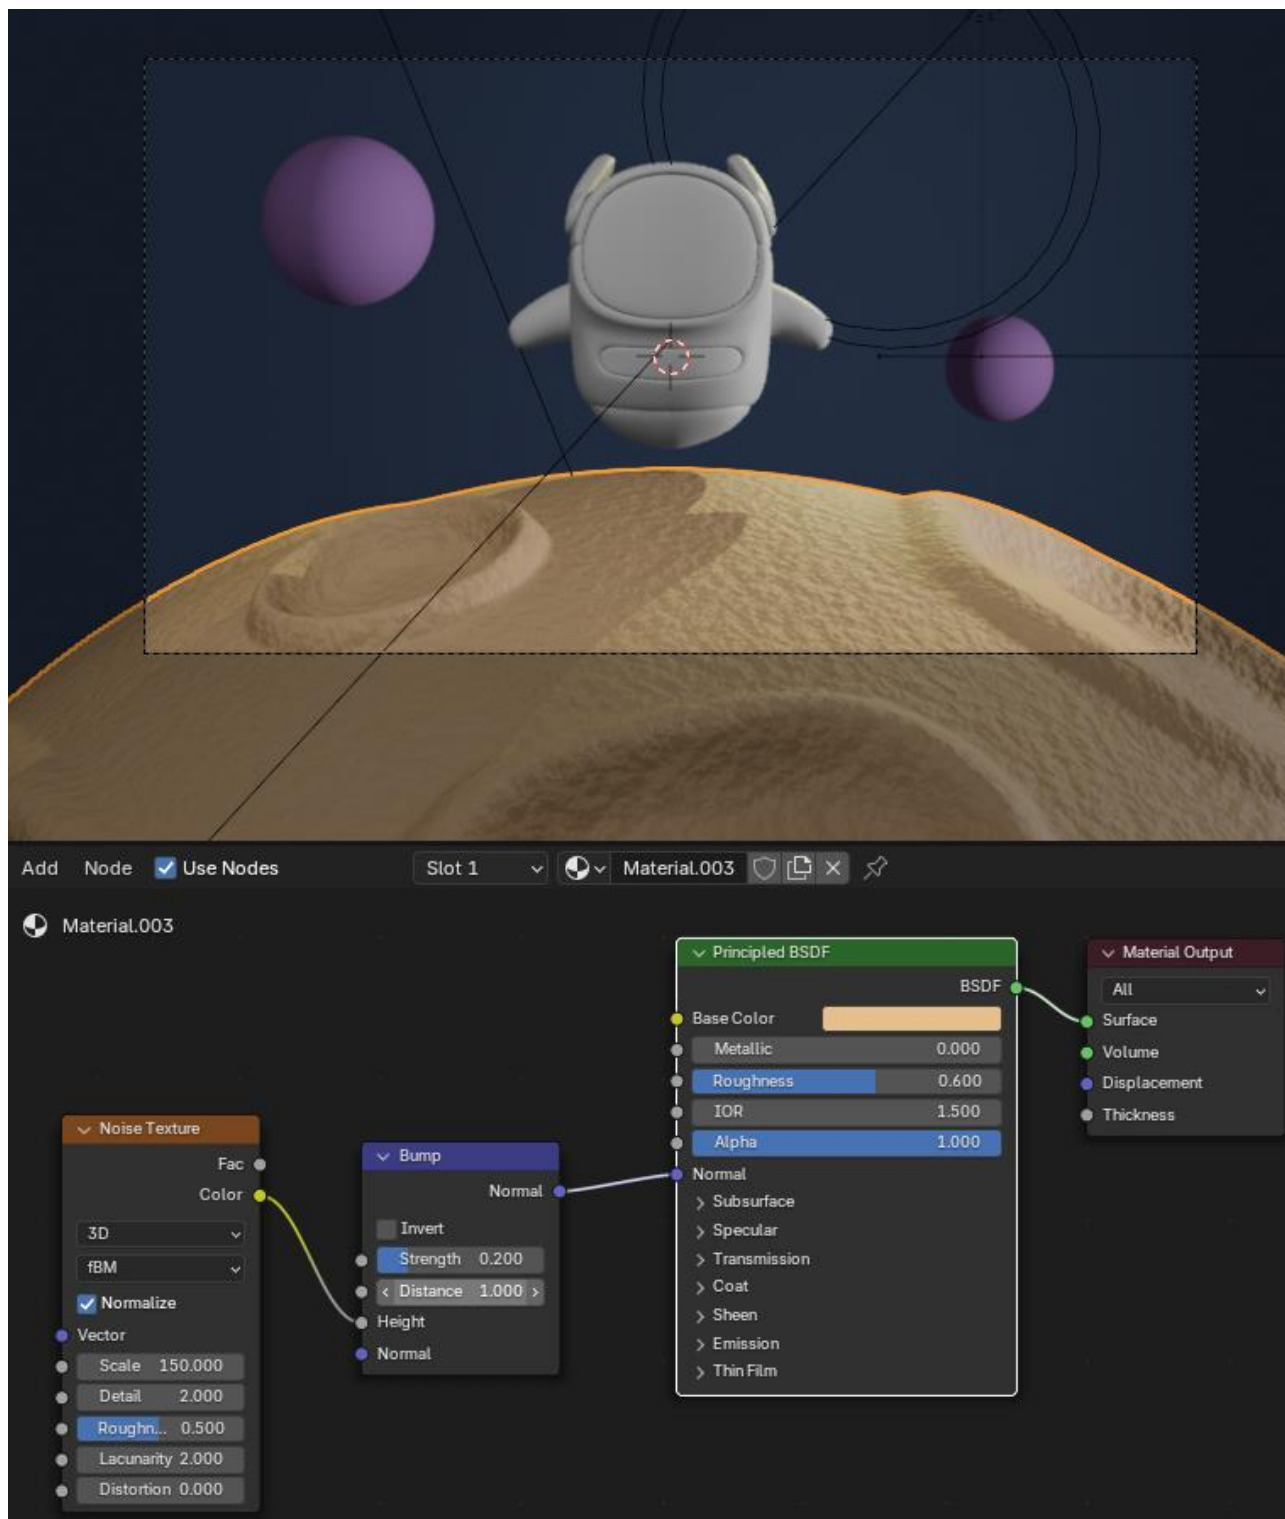 Add Node Use Nodes Slot 1 Material.003
Material.003
Principled BSDF
BSDF
Base Color
Metallic 0.000
Roughness 0.600
IOR 1.500
Alpha 1.000
Normal
Subsurface
Specular
Transmission
Coat
Sheen
Emission
Thin Film
Material Output
All
Surface
Volume
Displacement
Thickness
Noise Texture
Fac
Color
3D
fBM
Normalize
Vector
Scale 150.000
Detail 2.000
Roughn... 0.500
Lacunarity 2.000
Distortion 0.000
Bump
Normal
Invert
Strength 0.200
Distance 1.000
Height
Normal